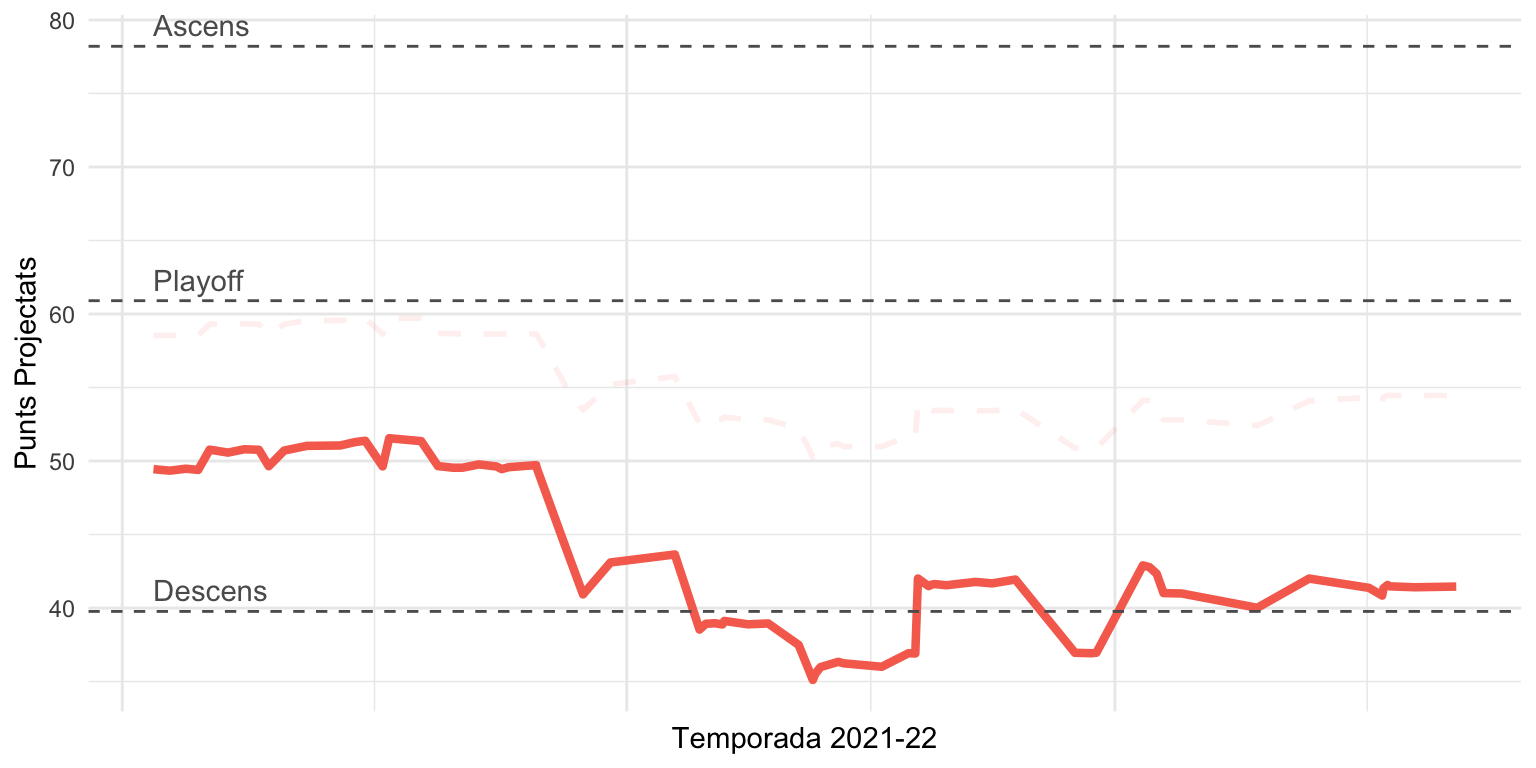 80
Ascens
70
Playoff
60
Punts Projectats
50
Descens
40
Temporada 2021-22